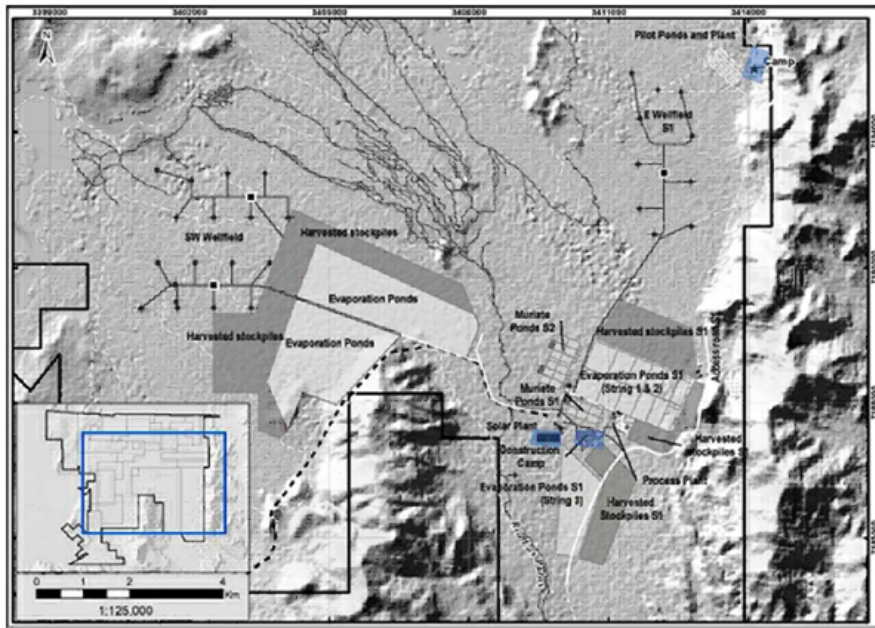 3399000 3402000 3405000 3408000 3411000 3414000
N
Pilot Ponds and Plant
Camp
E Wellfield
S1
SW Wellfield
Harvested stockpiles
Evaporation Ponds
Evaporation Ponds
Harvested stockpiles
Muriate
Ponds S2
Harvested stockpiles S1
Evaporation Ponds S1
(String 1 & 2)
Muriate
Ponds S1
Solar Plant
Construction
Camp
Harvested
Process Plant
Evaporation Ponds S1
(String 3)
Harvested
Stockpiles S1
0 1 2 4
Km
1:125.000